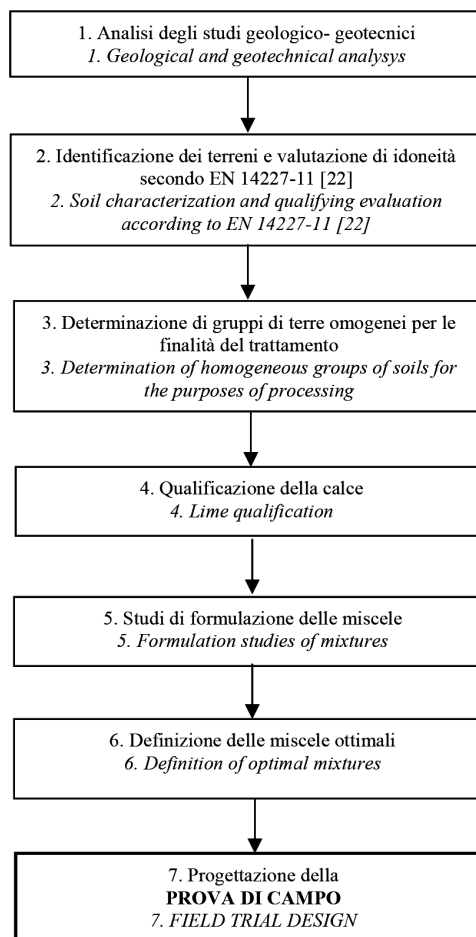 1. Analisi degli studi geologico- geotecnici
1. Geological and geotechnical analysys
2. Identificazione dei terreni e valutazione di idoneità
secondo EN 14227-11 [22]
2. Soil characterization and qualifying evaluation
according to EN 14227-11 [22]
3. Determinazione di gruppi di terre omogenei per le
finalità del trattamento
3. Determination of homogeneous groups of soils for
the purposes of processing
4. Qualificazione della calce
4. Lime qualification
5. Studi di formulazione delle miscele
5. Formulation studies of mixtures
6. Definizione delle miscele ottimali
6. Definition of optimal mixtures
7. Progettazione della
PROVA DI CAMPO
7. FIELD TRIAL DESIGN